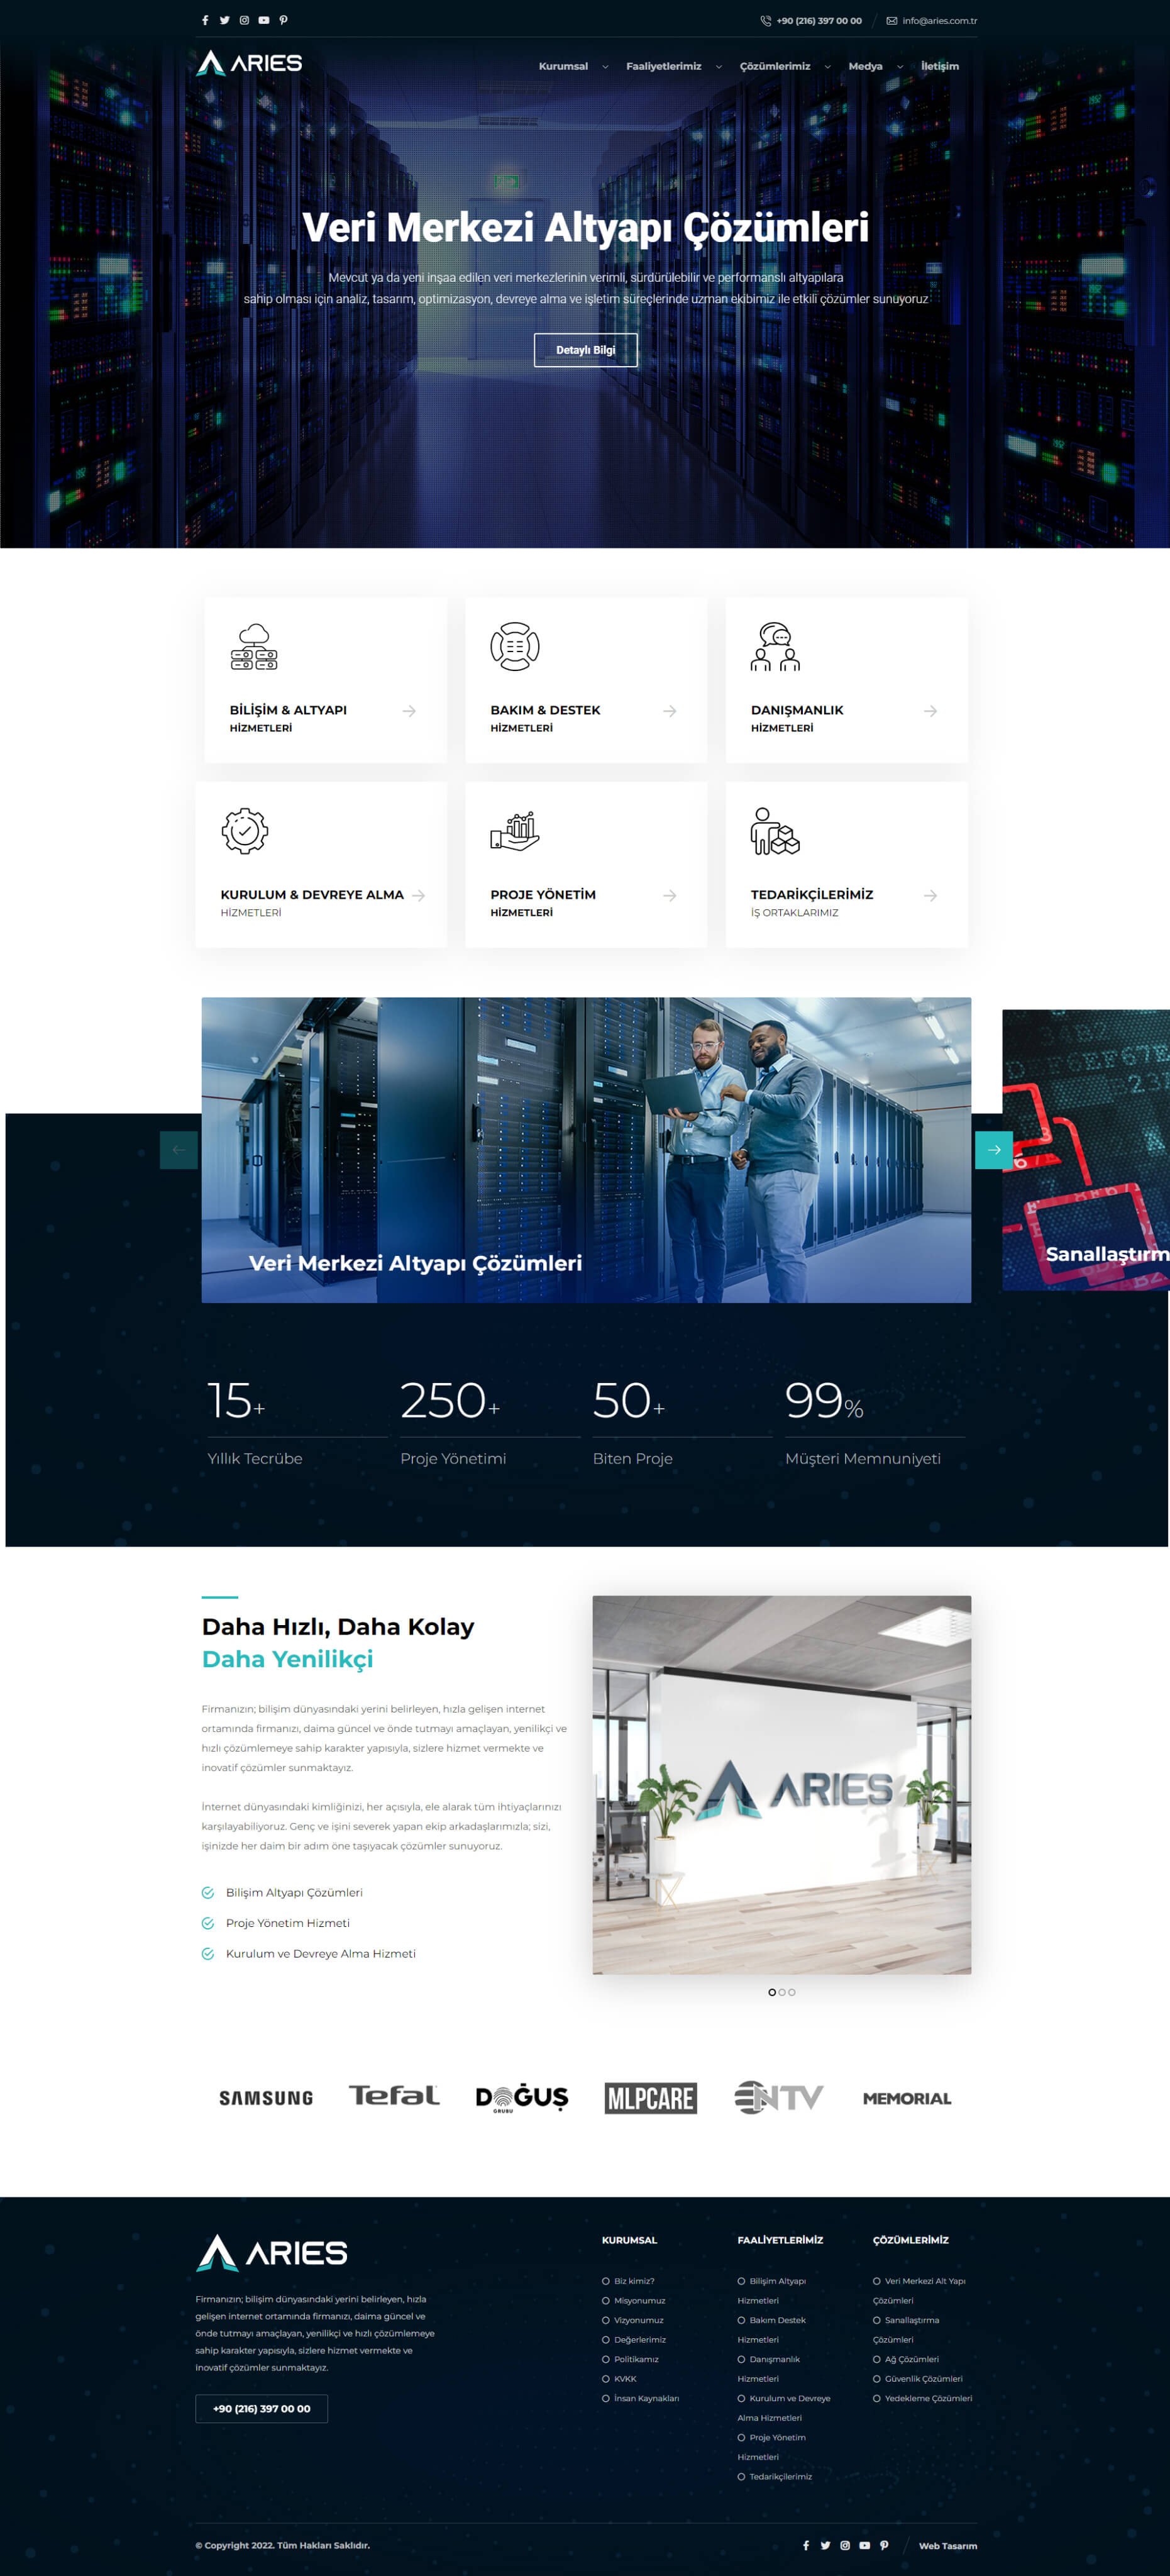 +90 (216) 397 00 00
info@aries.com.tr
ARIES
Kurumsal
Faaliyetlerimiz
Çözümlerimiz
Medya
İletişim
Veri Merkezi Altyapı Çözümleri
Mevcut ya da yeni inşaa edilen veri merkezlerinin verimli, sürdürülebilir ve performanslı altyapılara
sahip olması için analiz, tasarım, optimizasyon, devreye alma ve işletim süreçlerinde uzman ekibimiz ile etkili çözümler sunuyoruz
Detaylı Bilgi
BİLİŞİM & ALTYAPI
HİZMETLERİ
BAKIM & DESTEK
HİZMETLERİ
DANIŞMANLIK
HİZMETLERİ
KURULUM & DEVREYE ALMA
HİZMETLERİ
PROJE YÖNETİM
HİZMETLERİ
TEDARİKÇİLERİMİZ
İŞ ORTAKLARIMIZ
Veri Merkezi Altyapı Çözümleri
Sanallaştırm
15+
Yıllık Tecrübe
250+
Proje Yönetimi
50+
Biten Proje
99%
Müşteri Memnuniyeti
Daha Hızlı, Daha Kolay
Daha Yenilikçi
Firmanızın; bilişim dünyasındaki yerini belirleyen, hızla gelişen internet
ortamında firmanızı, daima güncel ve önde tutmayı amaçlayan, yenilikçi ve
hızlı çözümlemeye sahip karakter yapısıyla, sizlere hizmet vermekte ve
inovatif çözümler sunmaktayız.
İnternet dünyasındaki kimliğinizi, her açısıyla, ele alarak tüm ihtiyaçlarınızı
karşılayabiliyoruz. Genç ve işini severek yapan ekip arkadaşlarımızla; sizi,
işinizde her daim bir adım öne taşıyacak çözümler sunuyoruz.
Bilişim Altyapı Çözümleri
Proje Yönetim Hizmeti
Kurulum ve Devreye Alma Hizmeti
ARIES
SAMSUNG
Tefal
DOĞUŞ
GRUBU
MLPCARE
NTV
MEMORIAL
ARIES
Firmanızın; bilişim dünyasındaki yerini belirleyen, hızla
gelişen internet ortamında firmanızı, daima güncel ve
önde tutmayı amaçlayan, yenilikçi ve hızlı çözümlemeye
sahip karakter yapısıyla, sizlere hizmet vermekte ve
inovatif çözümler sunmaktayız.
+90 (216) 397 00 00
KURUMSAL
Biz kimiz?
Misyonumuz
Vizyonumuz
Değerlerimiz
Politikamız
KVKK
İnsan Kaynakları
FAALİYETLERİMİZ
Bilişim Altyapı
Hizmetleri
Bakım Destek
Hizmetleri
Danışmanlık
Hizmetleri
Kurulum ve Devreye
Alma Hizmetleri
Proje Yönetim
Hizmetleri
Tedarikçilerimiz
ÇÖZÜMLERİMİZ
Veri Merkezi Alt Yapı
Çözümleri
Sanallaştırma
Çözümleri
Ağ Çözümleri
Güvenlik Çözümleri
Yedekleme Çözümleri
© Copyright 2022. Tüm Hakları Saklıdır.
Web Tasarım